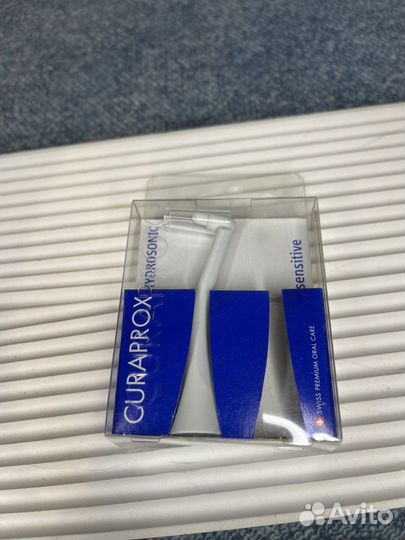 HYDROSONIC
sensitive
CURAPROX
SWISS PREMIUM ORAL CARE
Avito